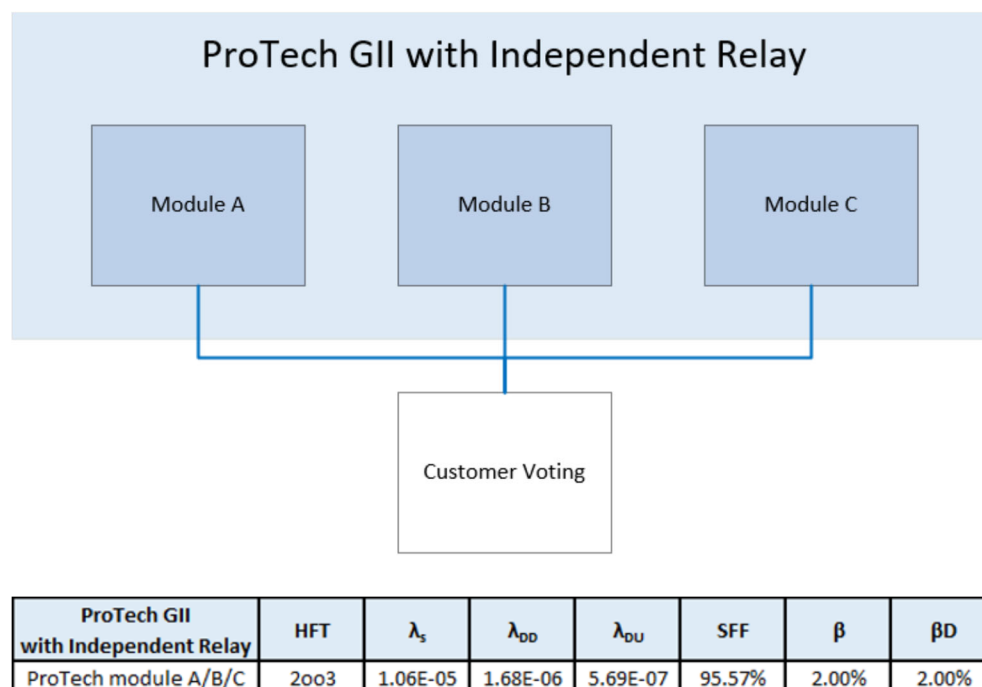 ProTech GII with Independent Relay
Module A Module B Module C
Customer Voting
ProTech GII
with Independent Relay HFT λs λDD λDU SFF β βD
ProTech module A/B/C 2oo3 1.06E-05 1.68E-06 5.69E-07 95.57% 2.00% 2.00%